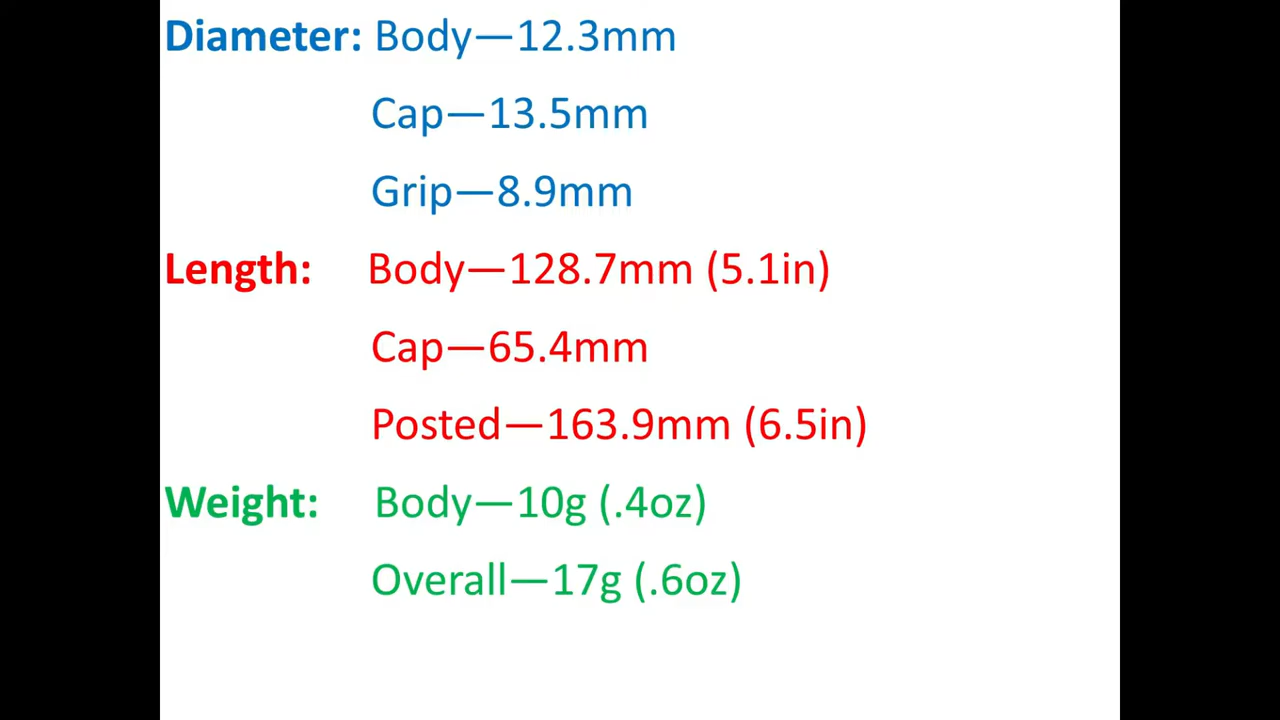 Diameter: Body—12.3mm
Cap—13.5mm
Grip—8.9mm
Length: Body—128.7mm (5.1in)
Cap—65.4mm
Posted—163.9mm (6.5in)
Weight: Body—10g (.4oz)
Overall—17g (.6oz)